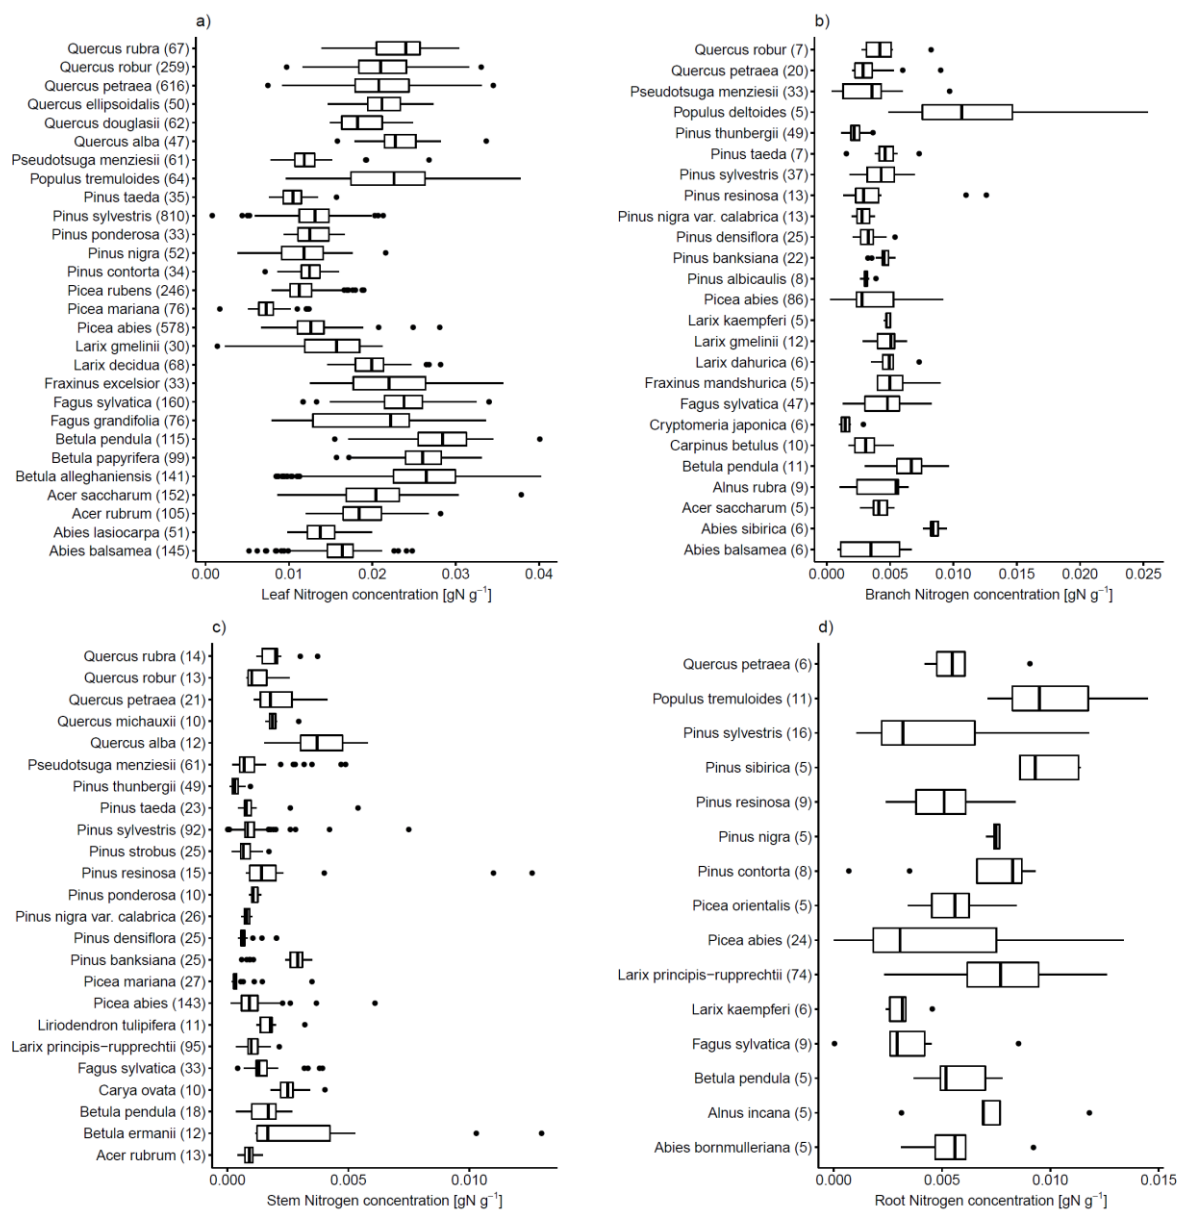 a)
Quercus rubra (67)
Quercus robur (259)
Quercus petraea (616)
Quercus ellipsoidalis (50)
Quercus douglasii (62)
Quercus alba (47)
Pseudotsuga menziesii (61)
Populus tremuloides (64)
Pinus taeda (35)
Pinus sylvestris (810)
Pinus ponderosa (33)
Pinus nigra (52)
Pinus contorta (34)
Picea rubens (246)
Picea mariana (76)
Picea abies (578)
Larix gmelinii (30)
Larix decidua (68)
Fraxinus excelsior (33)
Fagus sylvatica (160)
Fagus grandifolia (76)
Betula pendula (115)
Betula papyrifera (99)
Betula alleghaniensis (141)
Acer saccharum (152)
Acer rubrum (105)
Abies lasiocarpa (51)
Abies balsamea (145)
0.00 0.01 0.02 0.03 0.04
Leaf Nitrogen concentration [gN g⁻¹]
b)
Quercus robur (7)
Quercus petraea (20)
Pseudotsuga menziesii (33)
Populus deltoides (5)
Pinus thunbergii (49)
Pinus taeda (7)
Pinus sylvestris (37)
Pinus resinosa (13)
Pinus nigra var. calabrica (13)
Pinus densiflora (25)
Pinus banksiana (22)
Pinus albicaulis (8)
Picea abies (86)
Larix kaempferi (5)
Larix gmelinii (12)
Larix dahurica (6)
Fraxinus mandshurica (5)
Fagus sylvatica (47)
Cryptomeria japonica (6)
Carpinus betulus (10)
Betula pendula (11)
Alnus rubra (9)
Acer saccharum (5)
Abies sibirica (6)
Abies balsamea (6)
0.000 0.005 0.010 0.015 0.020 0.025
Branch Nitrogen concentration [gN g⁻¹]
c)
Quercus rubra (14)
Quercus robur (13)
Quercus petraea (21)
Quercus michauxii (10)
Quercus alba (12)
Pseudotsuga menziesii (61)
Pinus thunbergii (49)
Pinus taeda (23)
Pinus sylvestris (92)
Pinus strobus (25)
Pinus resinosa (15)
Pinus ponderosa (10)
Pinus nigra var. calabrica (26)
Pinus densiflora (25)
Pinus banksiana (25)
Picea mariana (27)
Picea abies (143)
Liriodendron tulipifera (11)
Larix principis−rupprechtii (95)
Fagus sylvatica (33)
Carya ovata (10)
Betula pendula (18)
Betula ermanii (12)
Acer rubrum (13)
0.000 0.005 0.010
Stem Nitrogen concentration [gN g⁻¹]
d)
Quercus petraea (6)
Populus tremuloides (11)
Pinus sylvestris (16)
Pinus sibirica (5)
Pinus resinosa (9)
Pinus nigra (5)
Pinus contorta (8)
Picea orientalis (5)
Picea abies (24)
Larix principis−rupprechtii (74)
Larix kaempferi (6)
Fagus sylvatica (9)
Betula pendula (5)
Alnus incana (5)
Abies bornmulleriana (5)
0.000 0.005 0.010 0.015
Root Nitrogen concentration [gN g⁻¹]